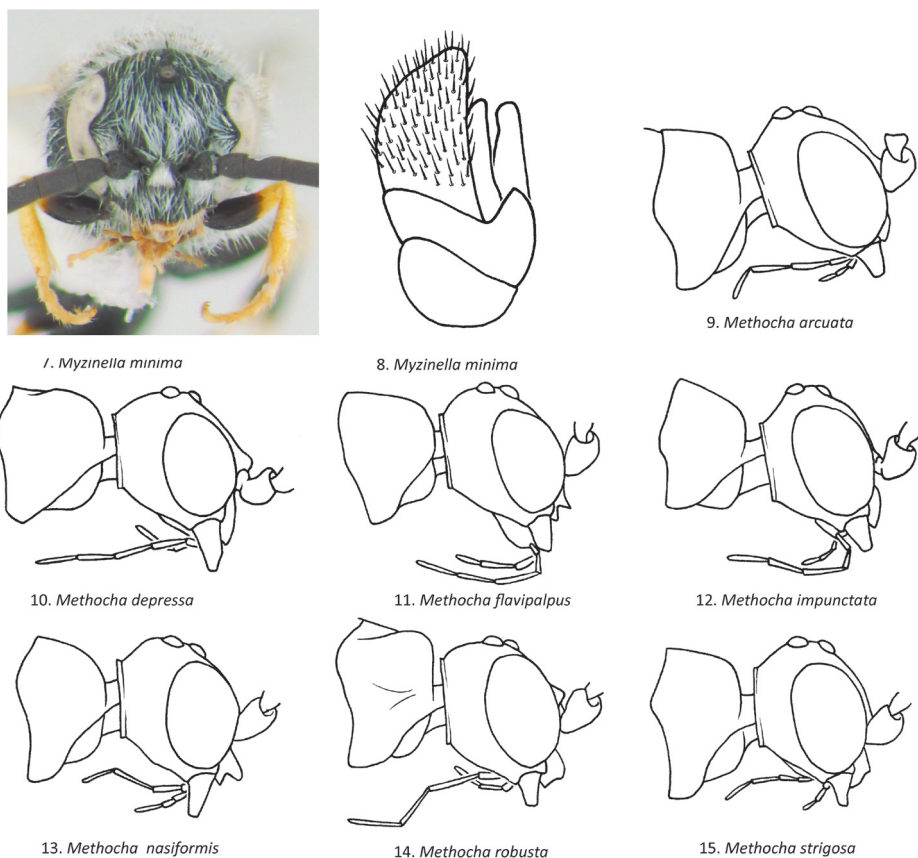 7. Myzinella minima
8. Myzinella minima
9. Methocha arcuata
10. Methocha depressa
11. Methocha flavipalpus
12. Methocha impunctata
13. Methocha nasiformis
14. Methocha robusta
15. Methocha strigosa